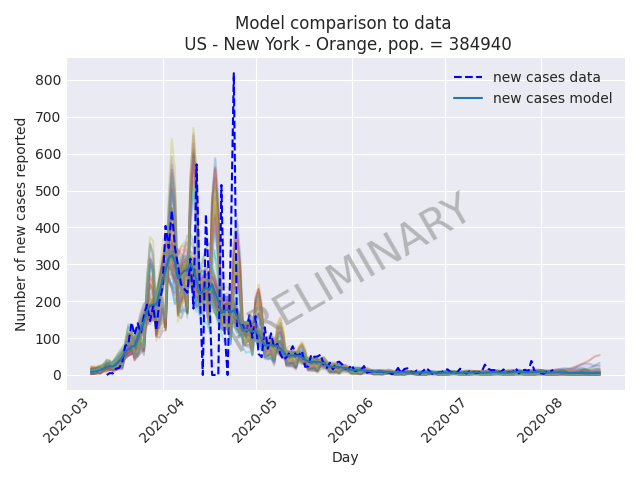 Model comparison to data
US - New York - Orange, pop. = 384940
new cases data
new cases model
Number of new cases reported
800
700
600
500
400
300
200
100
0
PRELIMINARY
2020-03
2020-04
2020-05
2020-06
2020-07
2020-08
Day